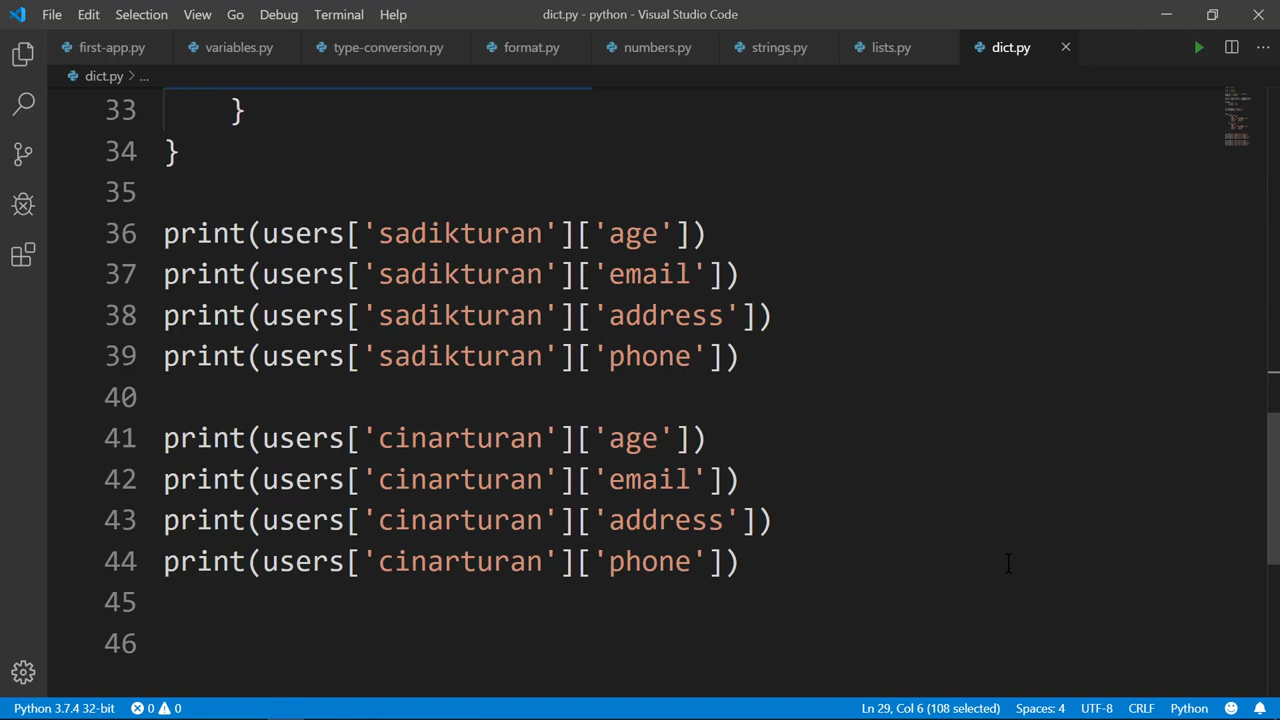 File Edit Selection View Go Debug Terminal Help dict.py - python - Visual Studio Code
first-app.py variables.py type-conversion.py format.py numbers.py strings.py lists.py dict.py
dict.py > ...
33 }
34 }
35
36 print(users['sadikturan']['age'])
37 print(users['sadikturan']['email'])
38 print(users['sadikturan']['address'])
39 print(users['sadikturan']['phone'])
40
41 print(users['cinarturan']['age'])
42 print(users['cinarturan']['email'])
43 print(users['cinarturan']['address'])
44 print(users['cinarturan']['phone'])
45
46
Python 3.7.4 32-bit 0 0 Ln 29, Col 6 (108 selected) Spaces: 4 UTF-8 CRLF Python